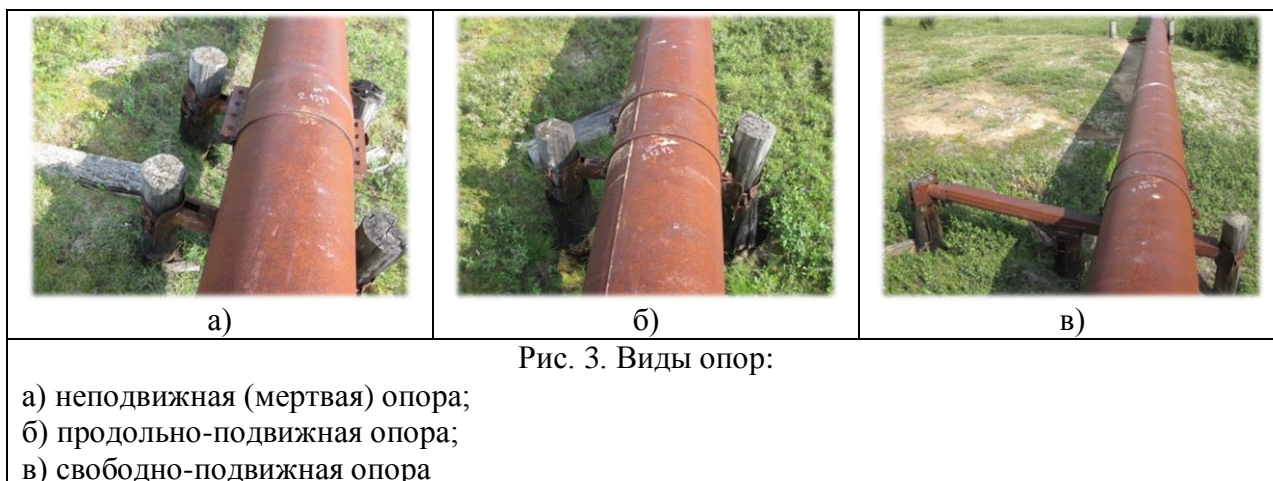 а)
б)
в)
Рис. 3. Виды опор:
а) неподвижная (мертвая) опора;
б) продольно-подвижная опора;
в) свободно-подвижная опора